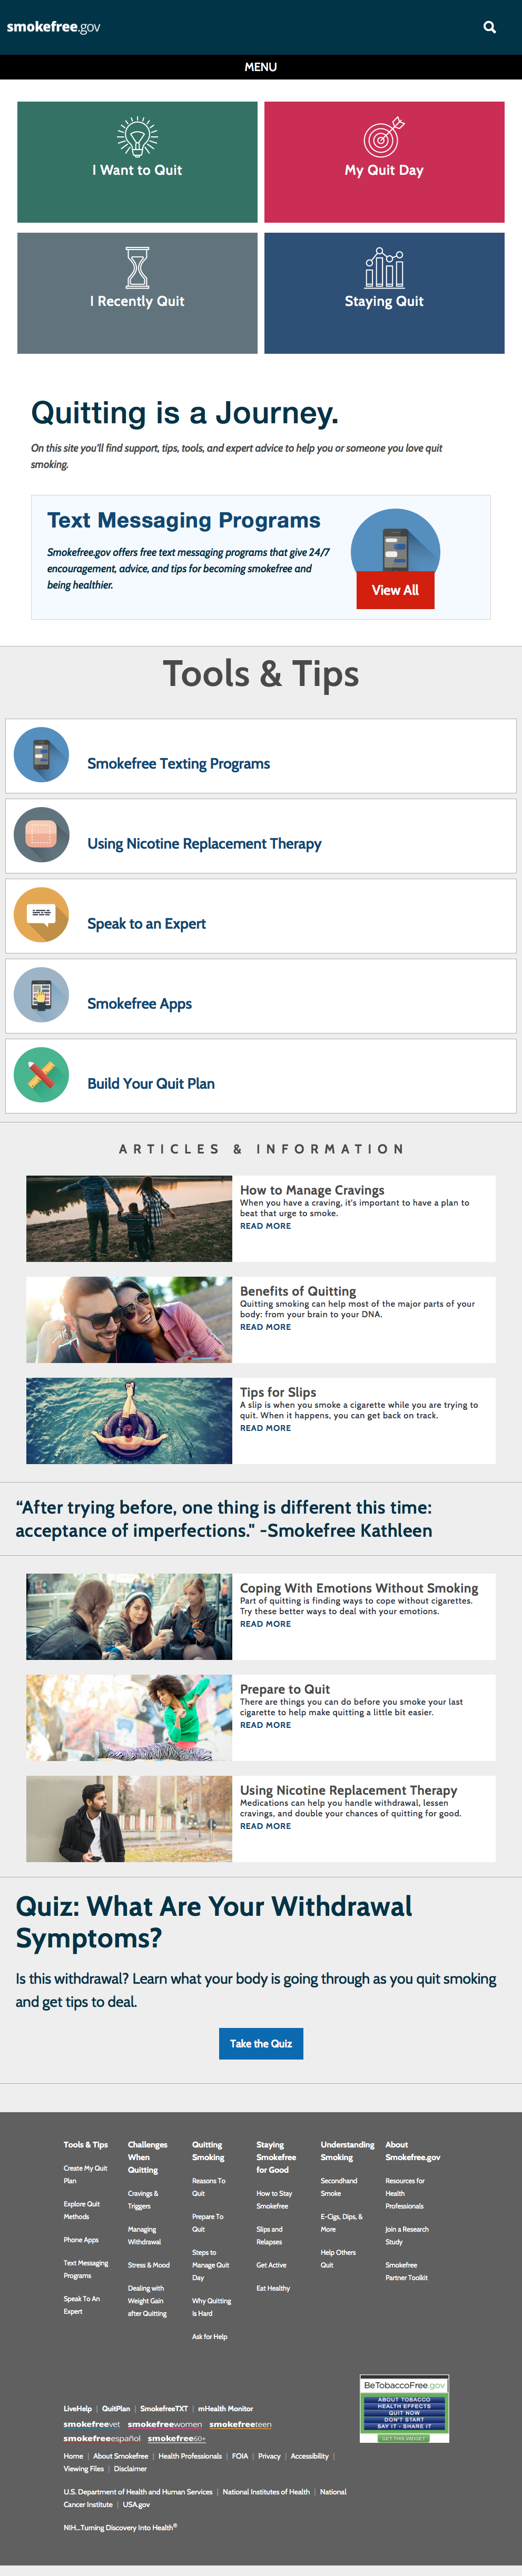 smokefree.gov
MENU
I Want to Quit
My Quit Day
I Recently Quit
Staying Quit
Quitting is a Journey.
On this site you'll find support, tips, tools, and expert advice to help you or someone you love quit
smoking.
Text Messaging Programs
Smokefree.gov offers free text messaging programs that give 24/7
encouragement, advice, and tips for becoming smokefree and
being healthier.
View All
Tools & Tips
Smokefree Texting Programs
Using Nicotine Replacement Therapy
Speak to an Expert
Smokefree Apps
Build Your Quit Plan
ARTICLES & INFORMATION
How to Manage Cravings
When you have a craving, it's important to have a plan to
beat that urge to smoke.
READ MORE
Benefits of Quitting
Quitting smoking can help most of the major parts of your
body: from your brain to your DNA.
READ MORE
Tips for Slips
A slip is when you smoke a cigarette while you are trying to
quit. When it happens, you can get back on track.
READ MORE
“After trying before, one thing is different this time:
acceptance of imperfections." -Smokefree Kathleen
Coping With Emotions Without Smoking
Part of quitting is finding ways to cope without cigarettes.
Try these better ways to deal with your emotions.
READ MORE
Prepare to Quit
There are things you can do before you smoke your last
cigarette to help make quitting a little bit easier.
READ MORE
Using Nicotine Replacement Therapy
Medications can help you handle withdrawal, lessen
cravings, and double your chances of quitting for good.
READ MORE
Quiz: What Are Your Withdrawal
Symptoms?
Is this withdrawal? Learn what your body is going through as you quit smoking
and get tips to deal.
Take the Quiz
Tools & Tips
Create My Quit
Plan
Explore Quit
Methods
Phone Apps
Text Messaging
Programs
Speak To An
Expert
Challenges
When
Quitting
Cravings &
Triggers
Managing
Withdrawal
Stress & Mood
Dealing with
Weight Gain
after Quitting
Quitting
Smoking
Reasons To
Quit
Prepare To
Quit
Steps to
Manage Quit
Day
Why Quitting
Is Hard
Ask for Help
Staying
Smokefree
for Good
How to Stay
Smokefree
Slips and
Relapses
Get Active
Eat Healthy
Understanding
Smoking
Secondhand
Smoke
E-Cigs, Dips, &
More
Help Others
Quit
About
Smokefree.gov
Resources for
Health
Professionals
Join a Research
Study
Smokefree
Partner Toolkit
LiveHelp | QuitPlan | SmokefreeTXT | mHealth Monitor
smokefreevet smokefreewomen smokefreeteen
smokefreeespañol smokefree60+
Home | About Smokefree | Health Professionals | FOIA | Privacy | Accessibility |
Viewing Files | Disclaimer
U.S. Department of Health and Human Services | National Institutes of Health | National
Cancer Institute | USA.gov
NIH...Turning Discovery Into Health®
BeTobaccoFree.gov
ABOUT TOBACCO
HEALTH EFFECTS
QUIT NOW
DON'T START
SAY IT - SHARE IT
GET THIS WIDGET